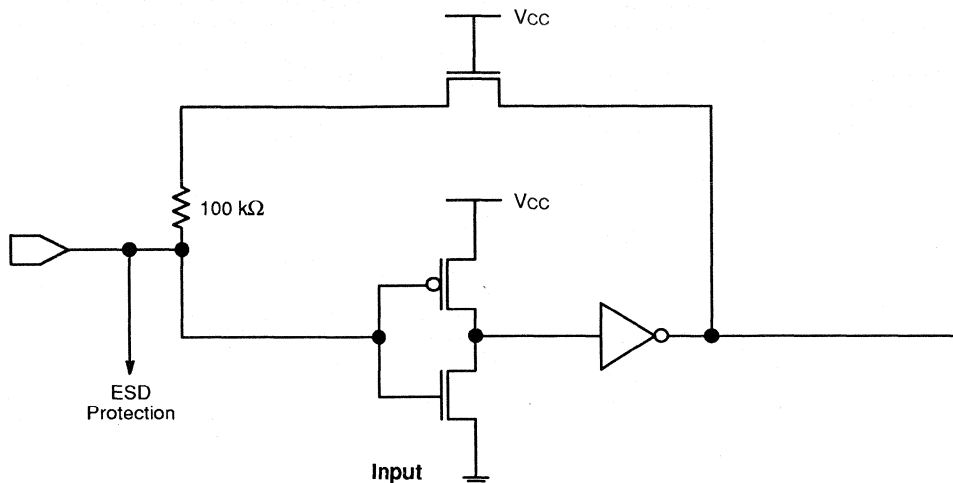 VCC
100 kΩ
VCC
ESD
Protection
Input